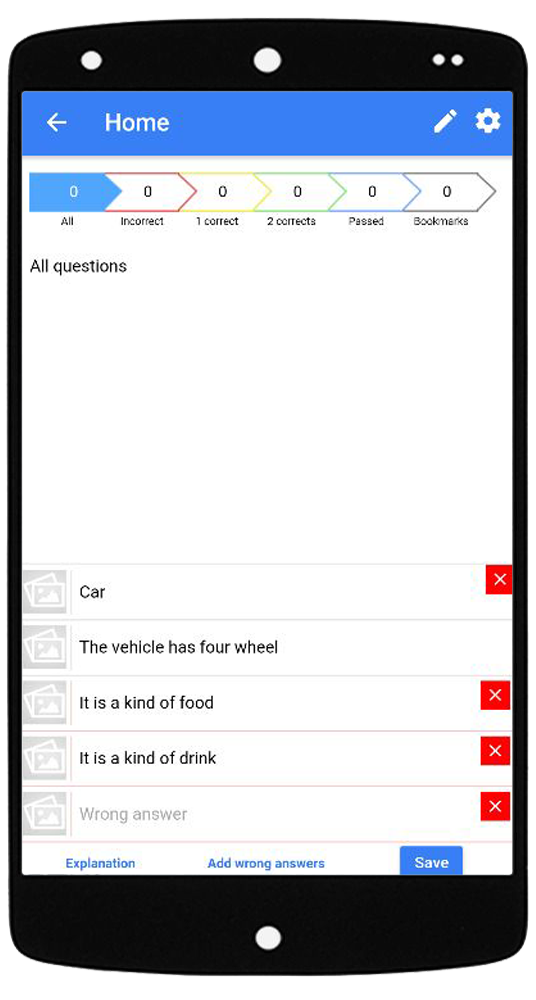 Home
0 0 0 0 0 0
All Incorrect 1 correct 2 corrects Passed Bookmarks
All questions
Car
The vehicle has four wheel
It is a kind of food
It is a kind of drink
Wrong answer
Explanation Add wrong answers Save